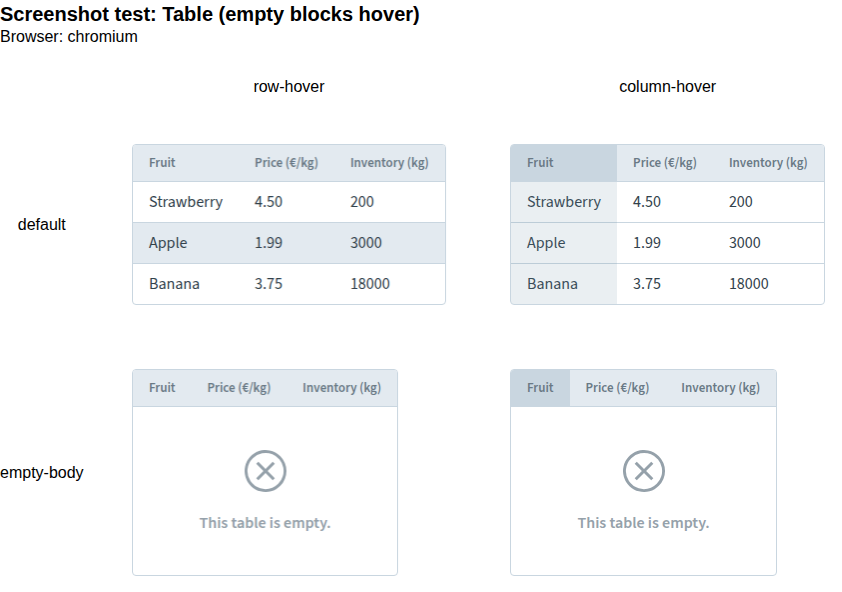 Screenshot test: Table (empty blocks hover)
Browser: chromium
row-hover column-hover
default
Fruit Price (€/kg) Inventory (kg)
Strawberry 4.50 200
Apple 1.99 3000
Banana 3.75 18000
Fruit Price (€/kg) Inventory (kg)
Strawberry 4.50 200
Apple 1.99 3000
Banana 3.75 18000
empty-body
Fruit Price (€/kg) Inventory (kg)
This table is empty.
Fruit Price (€/kg) Inventory (kg)
This table is empty.